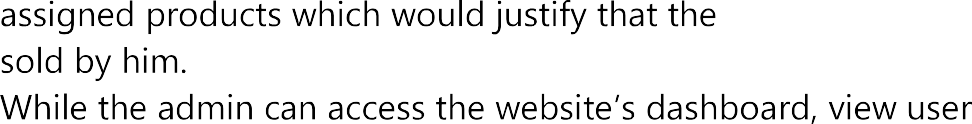 assigned products which would justify that the
sold by him.
While the admin can access the website’s dashboard, view user